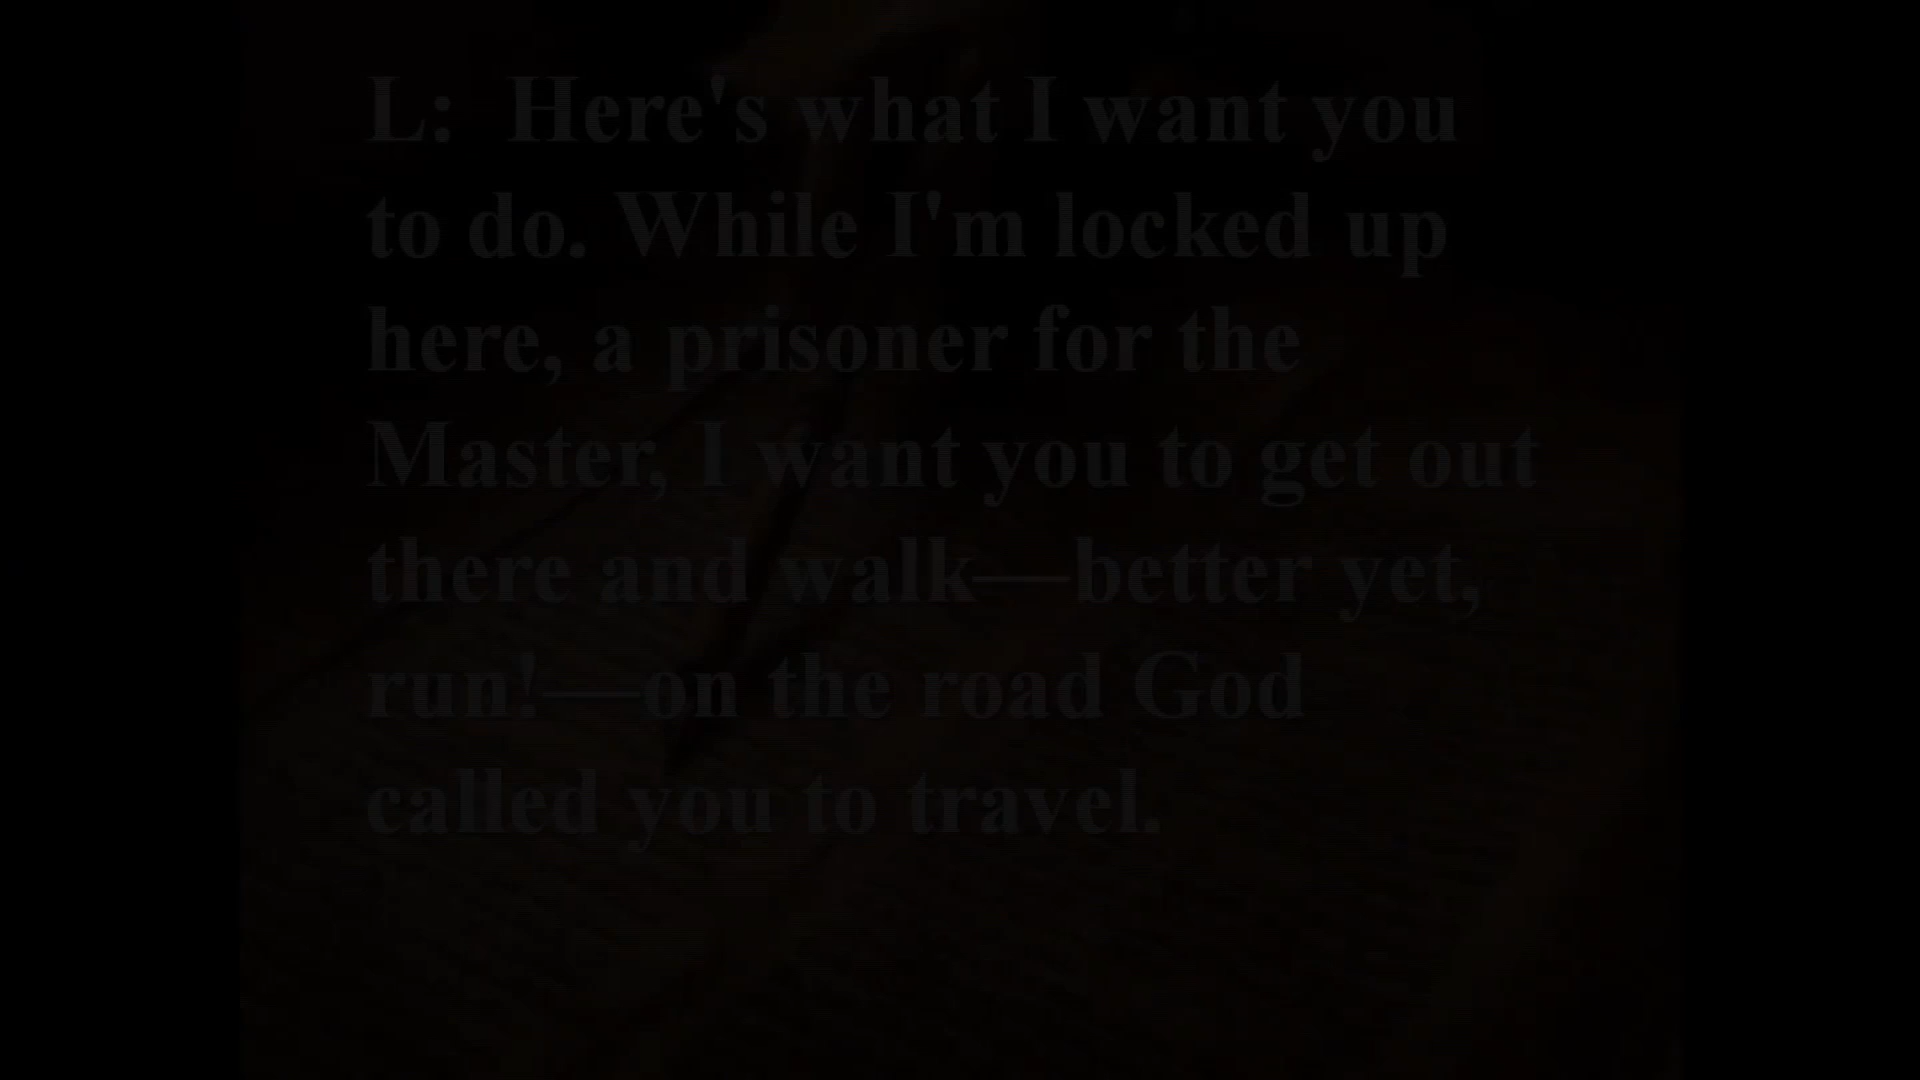 L:  Here's what I want you
to do. While I'm locked up
here, a prisoner for the
Master, I want you to get out
there and walk—better yet,
run!—on the road God
called you to travel.